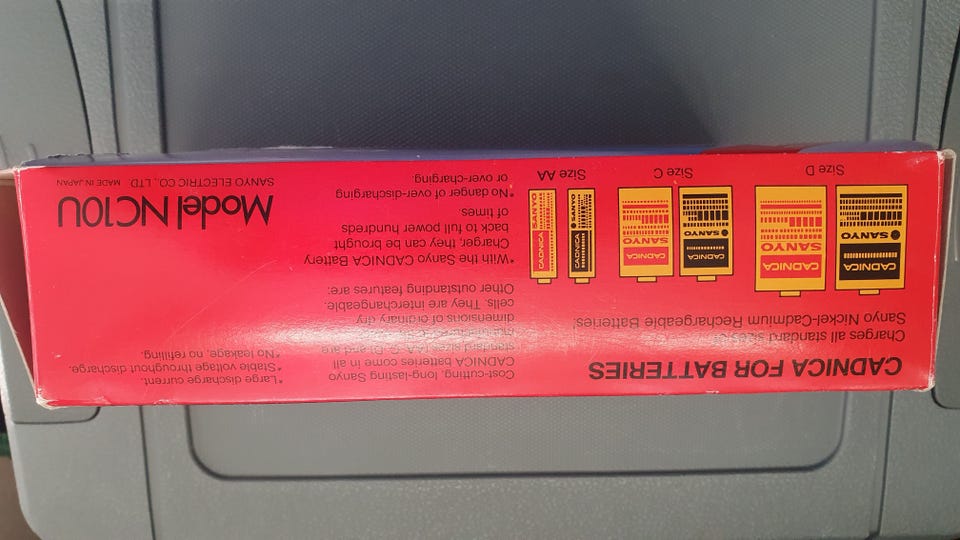 CADNICA FOR BATTERIES
Charges all standard
Sanyo Nickel-Cadmium Rechargeable Batteries!
CADNICA
SANYO
CADNICA
SANYO
Size D
CADNICA
SANYO
CADNICA
SANYO
Size C
CADNICA SANYO
CADNICA SANYO
Size AA
Cost-cutting, long-lasting Sanyo
CADNICA batteries come in all
standard sizes
dimensions of ordinary dry
cells. They are interchangeable.
Other outstanding features are:
*With the Sanyo CADNICA Battery
Charger, they can be brought
back to full power hundreds
of times
*No danger of over-discharging
or over-charging
*Large discharge current.
*Stable voltage throughout discharge.
*No leakage, no refilling.
Model NC10U
SANYO ELECTRIC CO., LTD MADE IN JAPAN